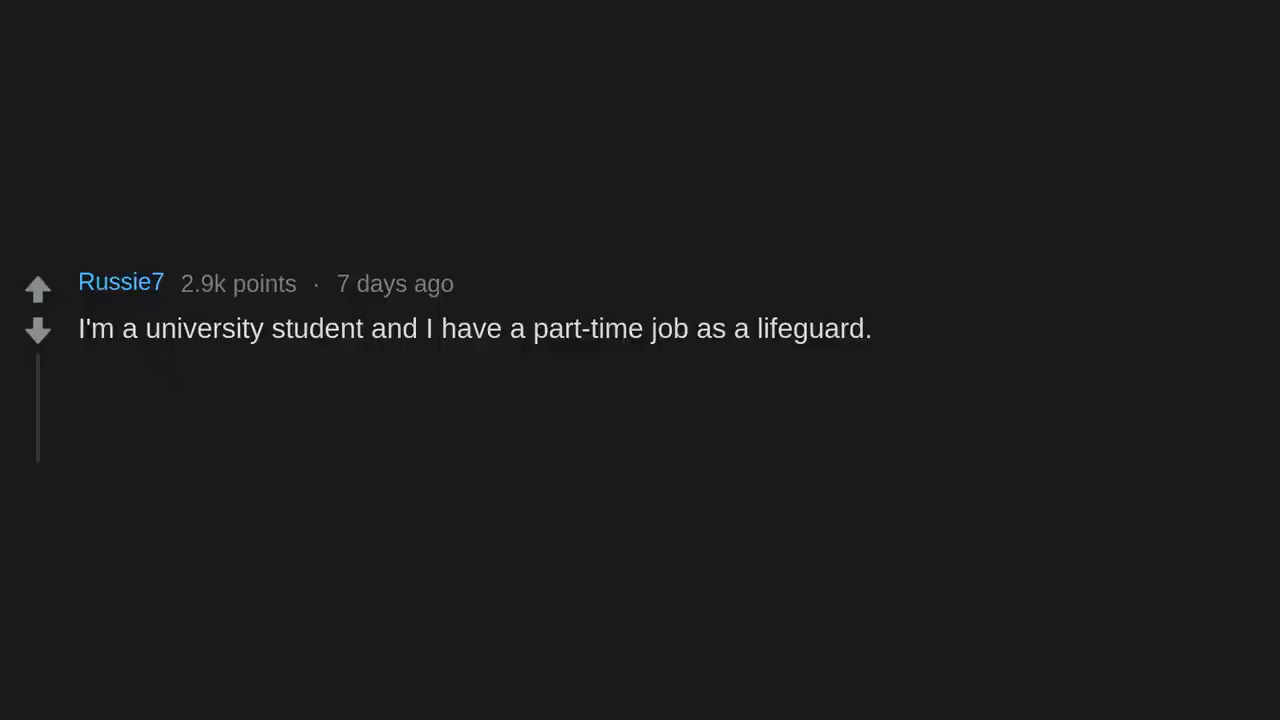 Russie7 2.9k points · 7 days ago
I'm a university student and I have a part-time job as a lifeguard.